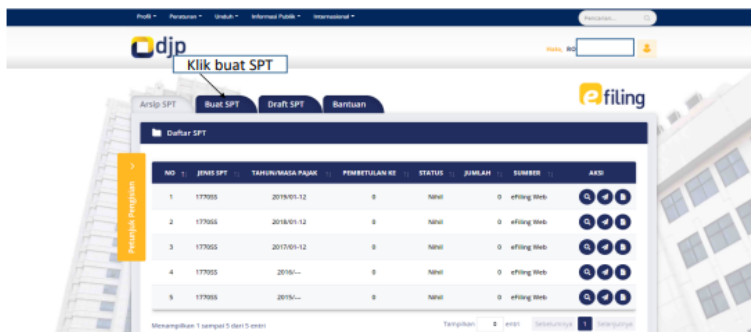 Profil Peraturan Unduh Informasi Publik Internasional Pencarian...
djp
Halo, RO
Klik buat SPT
Arsip SPT Buat SPT Draft SPT Bantuan
efiling
Daftar SPT
Petunjuk Pengisian
NO JENIS SPT TAHUN/MASA PAJAK PEMBETULAN KE STATUS JUMLAH SUMBER AKSI
1 1770SS 2019/01-12 0 Nihil 0 eFiling Web
2 1770SS 2018/01-12 0 Nihil 0 eFiling Web
3 1770SS 2017/01-12 0 Nihil 0 eFiling Web
4 1770SS 2016/--- 0 Nihil 0 eFiling Web
5 1770SS 2015/--- 0 Nihil 0 eFiling Web
Menampilkan 1 sampai 5 dari 5 entri Tampilkan entri Sebelumnya 1 Selanjutnya